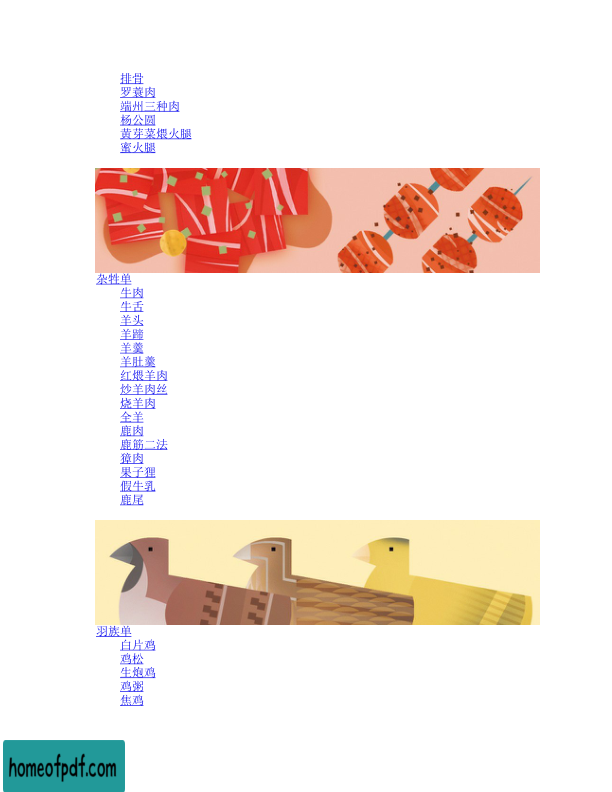 排骨
罗蓑肉
端州三种肉
杨公圆
黄芽菜煨火腿
蜜火腿
杂牲单
牛肉
牛舌
羊头
羊蹄
羊羹
羊肚羹
红煨羊肉
炒羊肉丝
烧羊肉
全羊
鹿肉
鹿筋二法
獐肉
果子狸
假牛乳
鹿尾
羽族单
白片鸡
鸡松
生炮鸡
鸡粥
焦鸡
homeofpdf.com